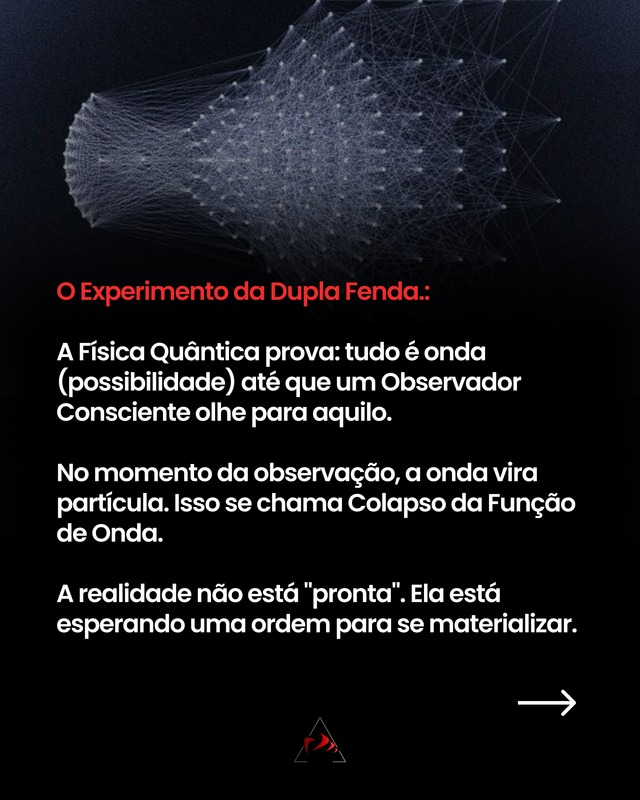 O Experimento da Dupla Fenda.:
A Física Quântica prova: tudo é onda
(possibilidade) até que um Observador
Consciente olhe para aquilo.
No momento da observação, a onda vira
partícula. Isso se chama Colapso da Função
de Onda.
A realidade não está "pronta". Ela está
esperando uma ordem para se materializar.